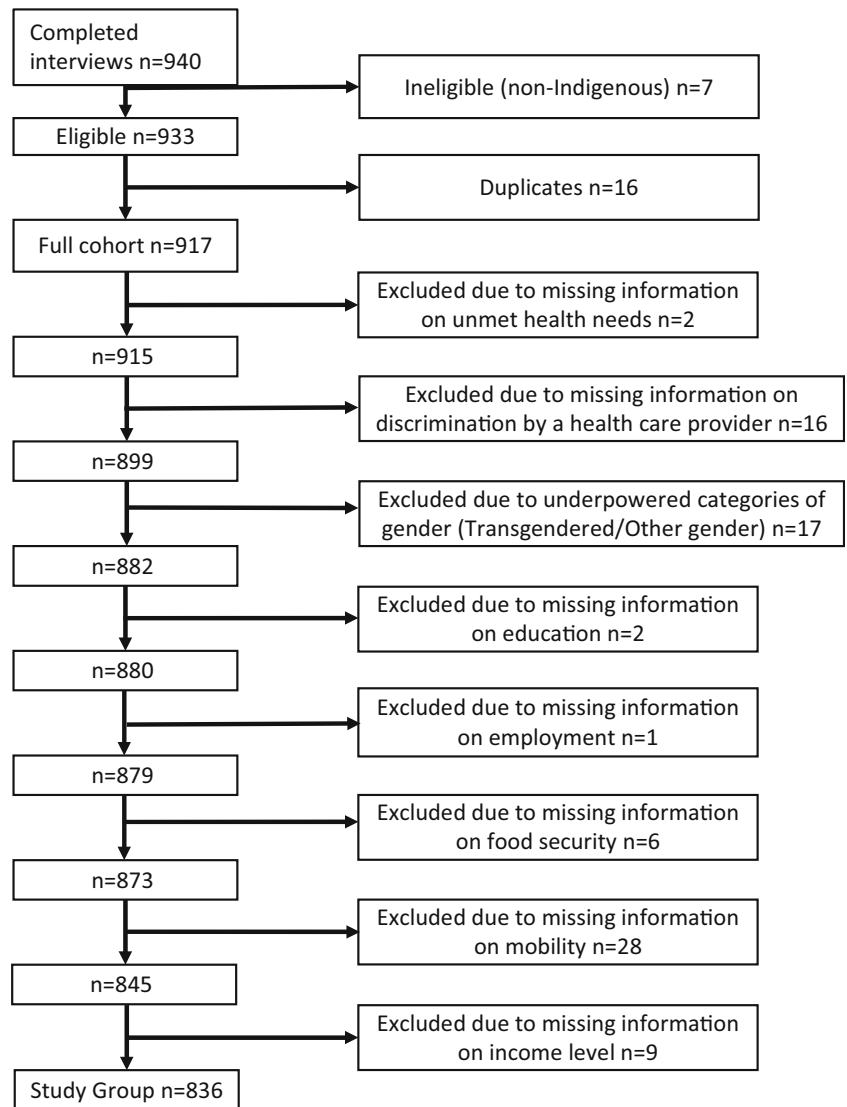 Completed
interviews n=940
Ineligible (non-Indigenous) n=7
Eligible n=933
Duplicates n=16
Full cohort n=917
Excluded due to missing information
on unmet health needs n=2
n=915
Excluded due to missing information on
discrimination by a health care provider n=16
n=899
Excluded due to underpowered categories of
gender (Transgendered/Other gender) n=17
n=882
Excluded due to missing information
on education n=2
n=880
Excluded due to missing information
on employment n=1
n=879
Excluded due to missing information
on food security n=6
n=873
Excluded due to missing information
on mobility n=28
n=845
Excluded due to missing information
on income level n=9
Study Group n=836